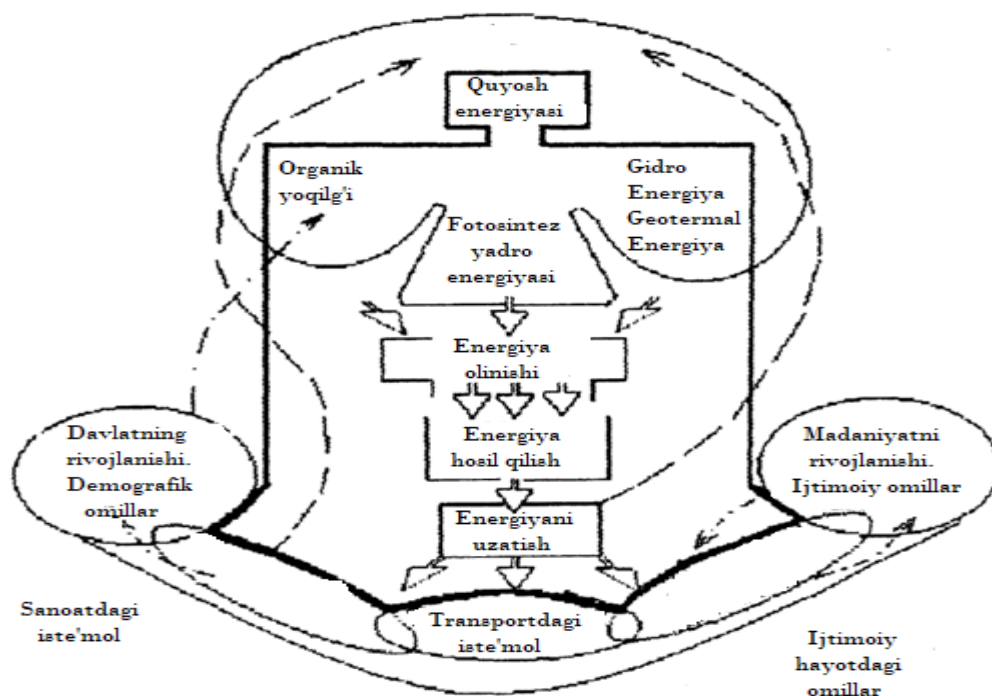 Quyosh
energiyasi
Organik
yoqilg'i
Gidro
Energiya
Geotermal
Energiya
Fotosintez
yadro
energiyasi
Energiya
olinishi
Energiya
hosil qilish
Energiyani
uzatish
Davlatning
rivojlanishi.
Demografik
omillar
Madaniyatni
rivojlanishi.
Ijtimoiy omillar
Sanoatdagi
iste'mol
Transportdagi
iste'mol
Ijtimoiy
hayotdagi
omillar